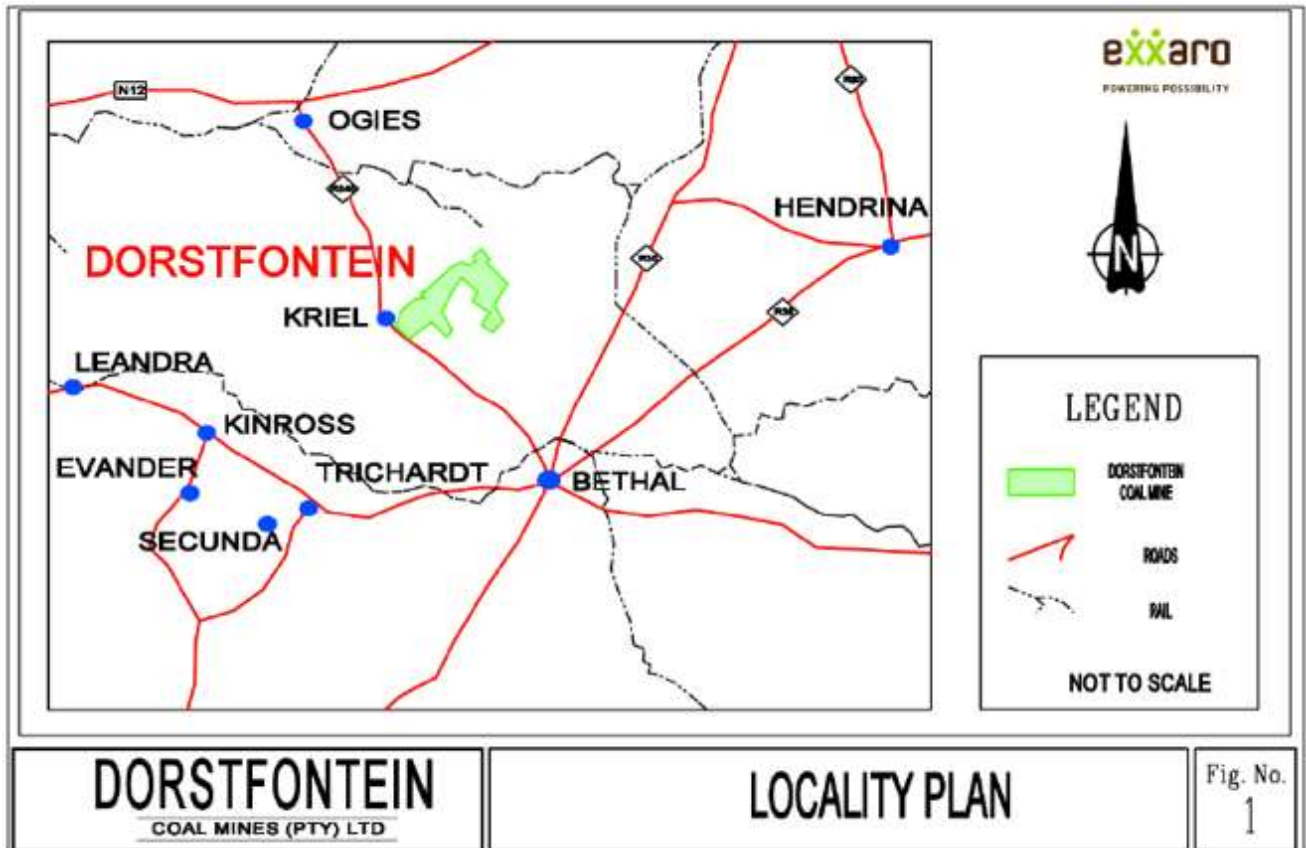 exxaro
POWERING POSSIBILITY
N12
OGIES
HENDRINA
DORSTFONTEIN
KRIEL
LEANDRA
KINROSS
EVANDER
TRICHARDT
BETHAL
SECUNDA
N
LEGEND
DORSTFONTEIN
COAL MINE
ROADS
RAIL
NOT TO SCALE
DORSTFONTEIN
COAL MINES (PTY) LTD
LOCALITY PLAN
Fig. No.
1